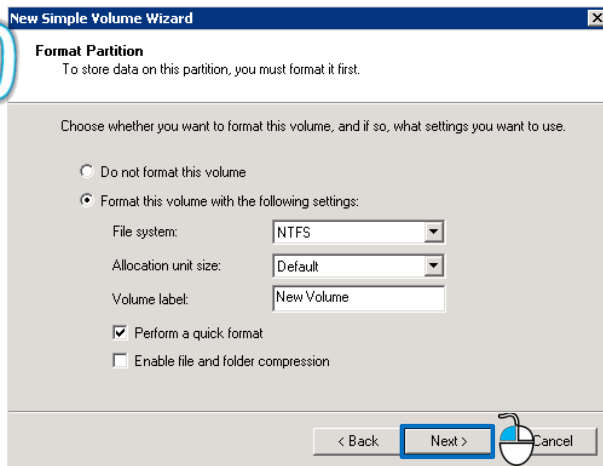 New Simple Volume Wizard
Format Partition
To store data on this partition, you must format it first.
Choose whether you want to format this volume, and if so, what settings you want to use.
Do not format this volume
Format this volume with the following settings:
File system: NTFS
Allocation unit size: Default
Volume label: New Volume
Perform a quick format
Enable file and folder compression
< Back Next > Cancel